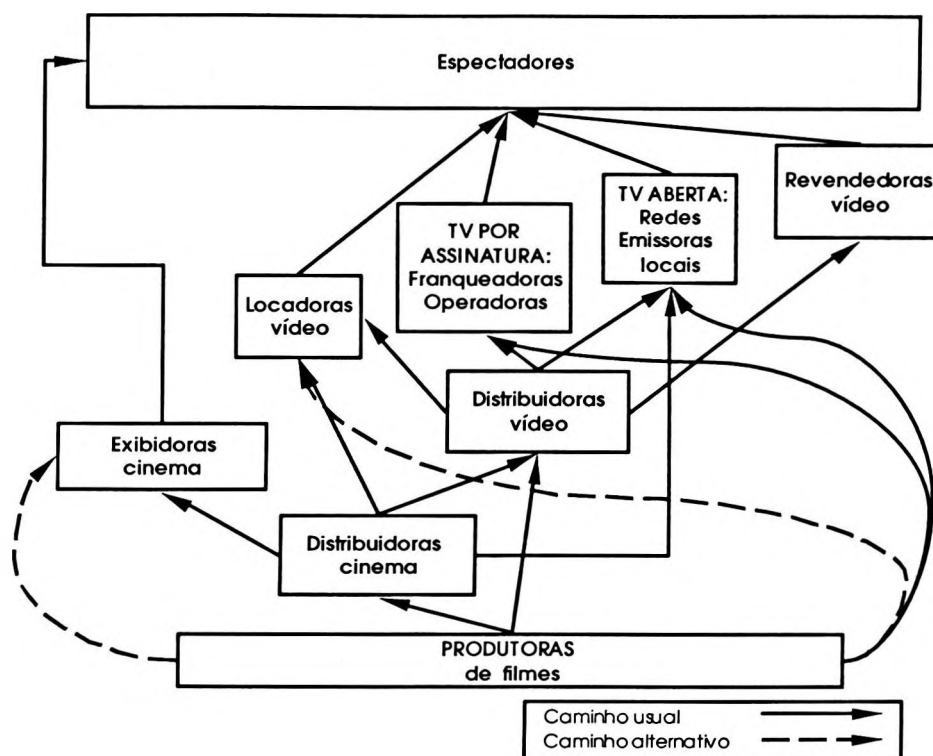 Espectadores
Revendedoras
vídeo
TV ABERTA:
Redes
Emissoras
locais
TV POR
ASSINATURA:
Franqueadoras
Operadoras
Locadoras
vídeo
Distribuidoras
vídeo
Exibidoras
cinema
Distribuidoras
cinema
PRODUTORAS
de filmes
Caminho usual
Caminho alternativo